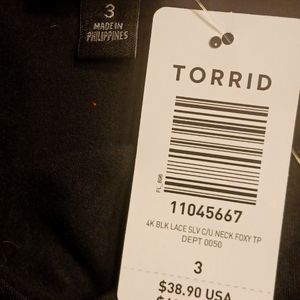 3
MADE IN
PHILIPPINES
TORRID
FL_898
11045667
4K BLK LACE SLV C/U NECK FOXY TP
DEPT 0050
3
$38.90 USA